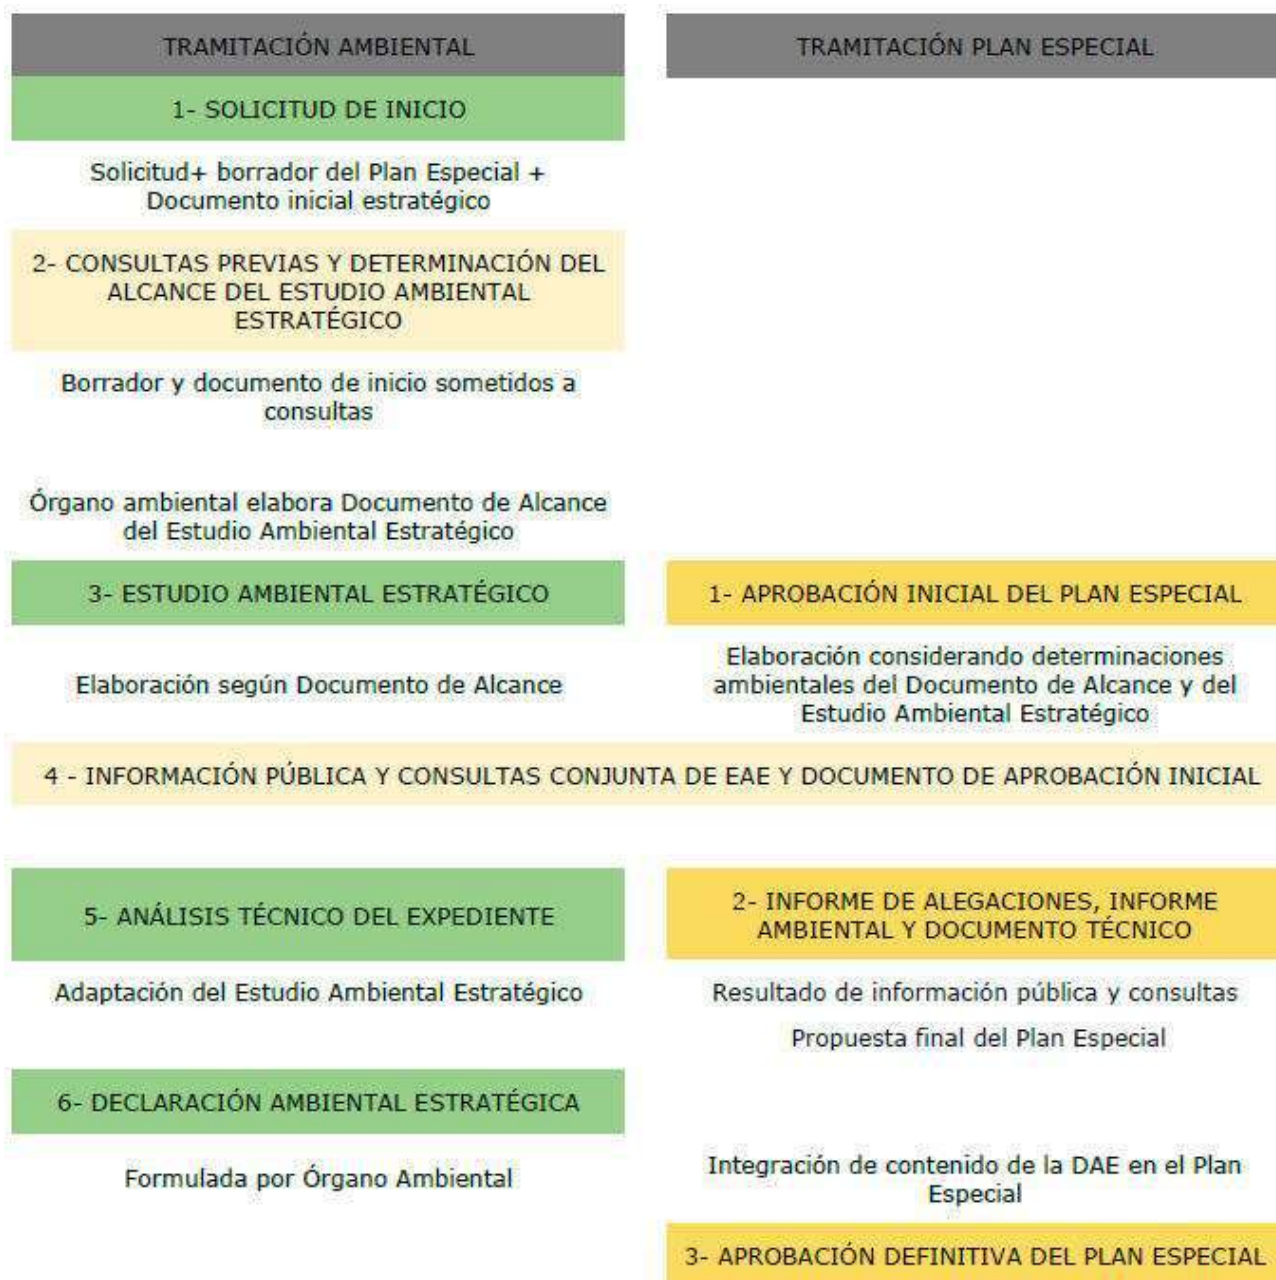 TRAMITACIÓN AMBIENTAL
TRAMITACIÓN PLAN ESPECIAL
1- SOLICITUD DE INICIO
Solicitud+ borrador del Plan Especial +
Documento inicial estratégico
2- CONSULTAS PREVIAS Y DETERMINACIÓN DEL
ALCANCE DEL ESTUDIO AMBIENTAL
ESTRATÉGICO
Borrador y documento de inicio sometidos a
consultas
Órgano ambiental elabora Documento de Alcance
del Estudio Ambiental Estratégico
3- ESTUDIO AMBIENTAL ESTRATÉGICO
1- APROBACIÓN INICIAL DEL PLAN ESPECIAL
Elaboración según Documento de Alcance
Elaboración considerando determinaciones
ambientales del Documento de Alcance y del
Estudio Ambiental Estratégico
4 - INFORMACIÓN PÚBLICA Y CONSULTAS CONJUNTA DE EAE Y DOCUMENTO DE APROBACIÓN INICIAL
5- ANÁLISIS TÉCNICO DEL EXPEDIENTE
2- INFORME DE ALEGACIONES, INFORME
AMBIENTAL Y DOCUMENTO TÉCNICO
Adaptación del Estudio Ambiental Estratégico
Resultado de información pública y consultas
Propuesta final del Plan Especial
6- DECLARACIÓN AMBIENTAL ESTRATÉGICA
Formulada por Órgano Ambiental
Integración de contenido de la DAE en el Plan
Especial
3- APROBACIÓN DEFINITIVA DEL PLAN ESPECIAL